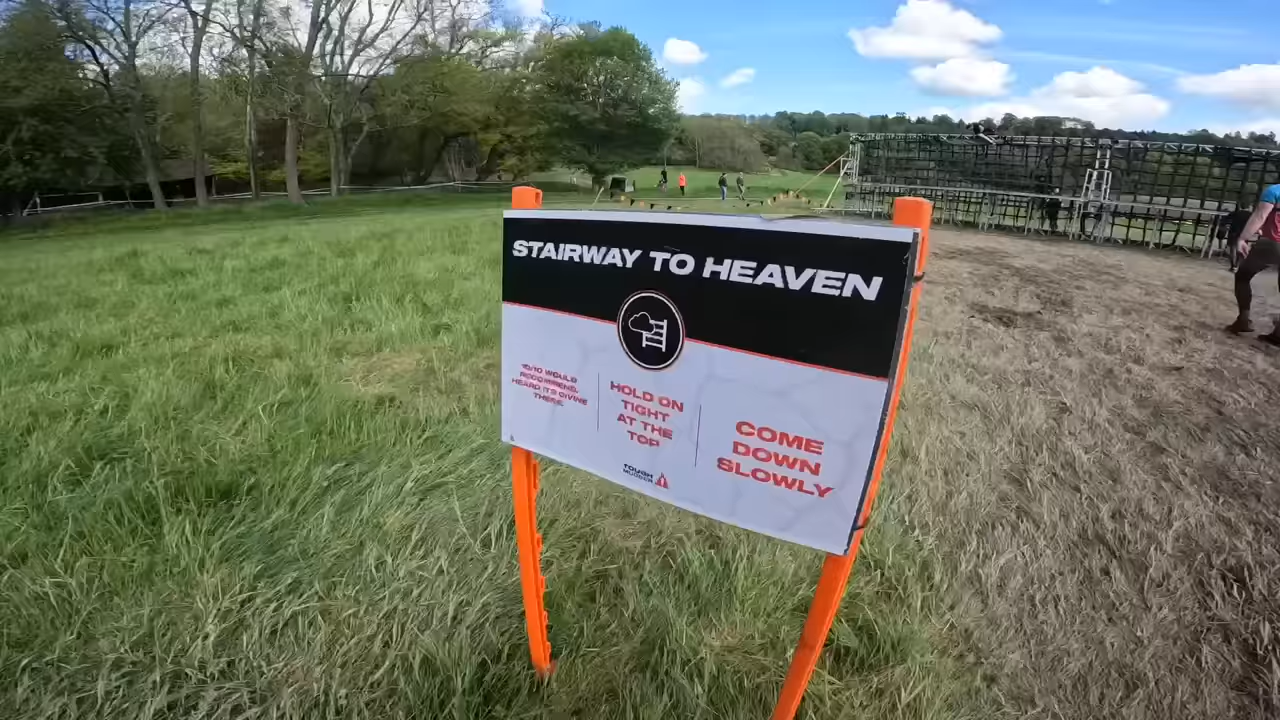 STAIRWAY TO HEAVEN
10/10 WOULD
RECOMMEND.
HEARD IT'S DIVINE
THERE.
HOLD ON
TIGHT
AT THE
TOP
COME
DOWN
SLOWLY
TOUGH
MUDDER